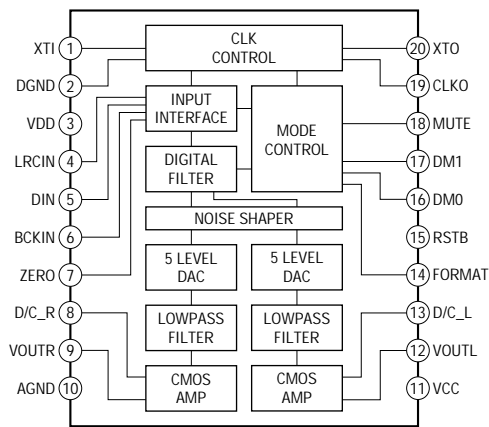 XTI 1
CLK
CONTROL
20 XTO
DGND 2
19 CLKO
VDD 3
INPUT
INTERFACE
MODE
CONTROL
18 MUTE
LRCIN 4
DIGITAL
FILTER
17 DM1
DIN 5
16 DM0
NOISE SHAPER
BCKIN 6
15 RSTB
ZERO 7
5 LEVEL
DAC
5 LEVEL
DAC
14 FORMAT
D/C_R 8
LOWPASS
FILTER
LOWPASS
FILTER
13 D/C_L
VOUTR 9
12 VOUTL
AGND 10
CMOS
AMP
CMOS
AMP
11 VCC